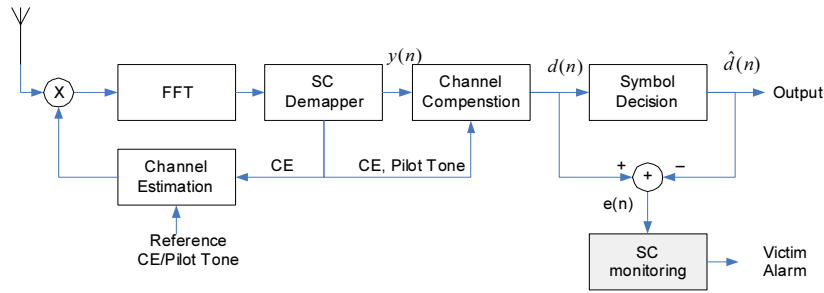 y(n)
d(n)
d̂(n)
X
FFT
SC
Demapper
Channel
Compenstion
Symbol
Decision
Output
Channel
Estimation
CE
CE, Pilot Tone
+
−
+
e(n)
Reference
CE/Pilot Tone
SC
monitoring
Victim
Alarm